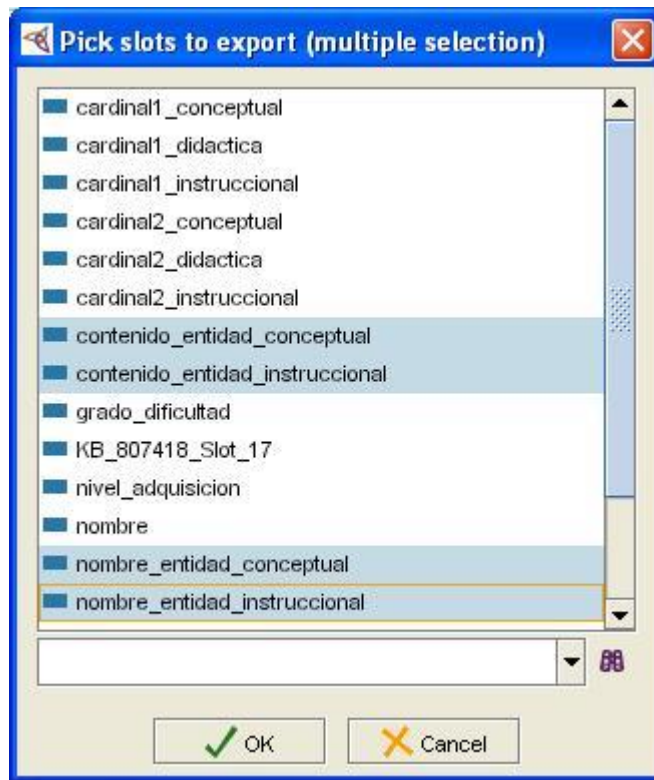 Pick slots to export (multiple selection)
cardinal1_conceptual
cardinal1_didactica
cardinal1_instruccional
cardinal2_conceptual
cardinal2_didactica
cardinal2_instruccional
contenido_entidad_conceptual
contenido_entidad_instruccional
grado_dificultad
KB_807418_Slot_17
nivel_adquisicion
nombre
nombre_entidad_conceptual
nombre_entidad_instruccional
OK Cancel